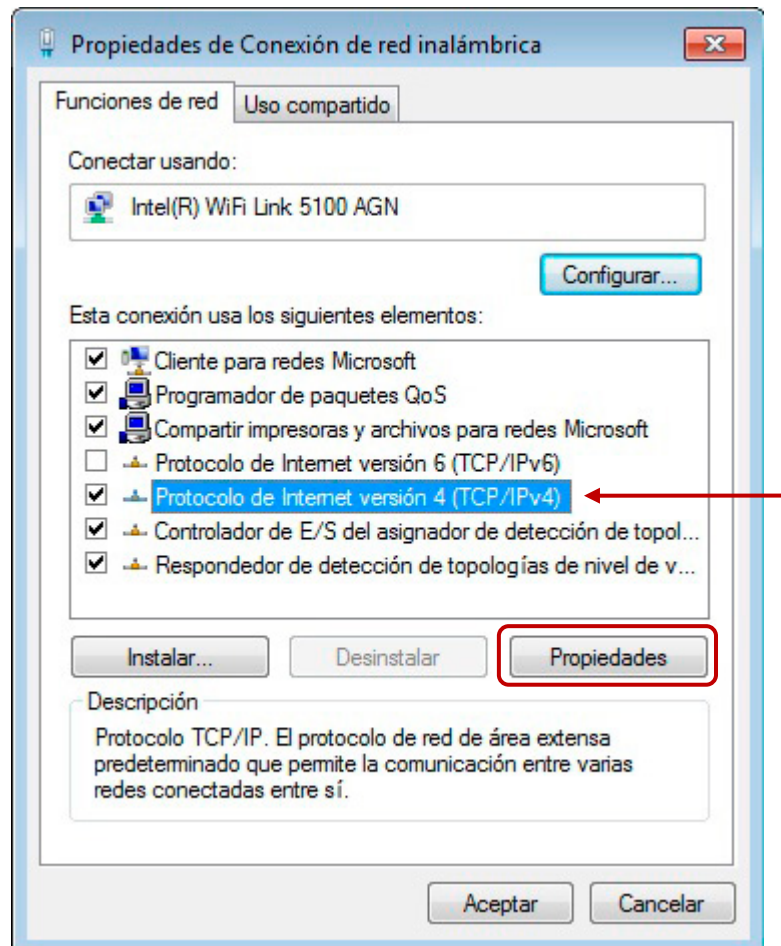 Propiedades de Conexión de red inalámbrica
Funciones de red
Uso compartido
Conectar usando:
Intel(R) WiFi Link 5100 AGN
Configurar...
Esta conexión usa los siguientes elementos:
Cliente para redes Microsoft
Programador de paquetes QoS
Compartir impresoras y archivos para redes Microsoft
Protocolo de Internet versión 6 (TCP/IPv6)
Protocolo de Internet versión 4 (TCP/IPv4)
Controlador de E/S del asignador de detección de topol...
Respondedor de detección de topologías de nivel de v...
Instalar...
Desinstalar
Propiedades
Descripción
Protocolo TCP/IP. El protocolo de red de área extensa
predeterminado que permite la comunicación entre varias
redes conectadas entre sí.
Aceptar
Cancelar